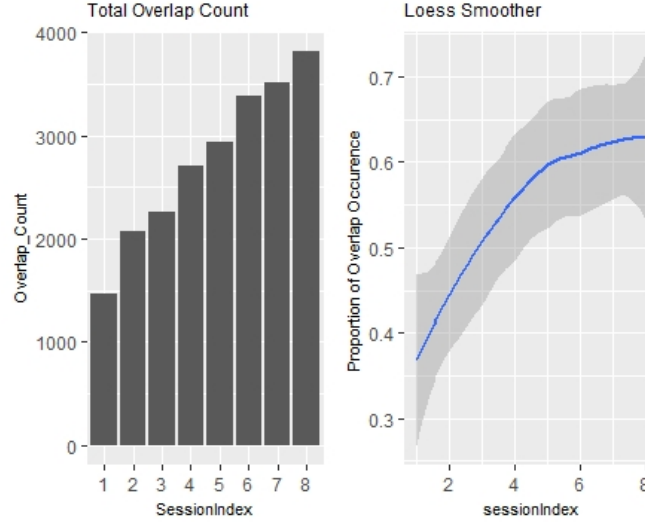 Total Overlap Count
Overlap_Count
4000
3000
2000
1000
0
1 2 3 4 5 6 7 8
SessionIndex
Loess Smoother
Proportion of Overlap Occurence
0.7
0.6
0.5
0.4
0.3
2 4 6 8
sessionIndex